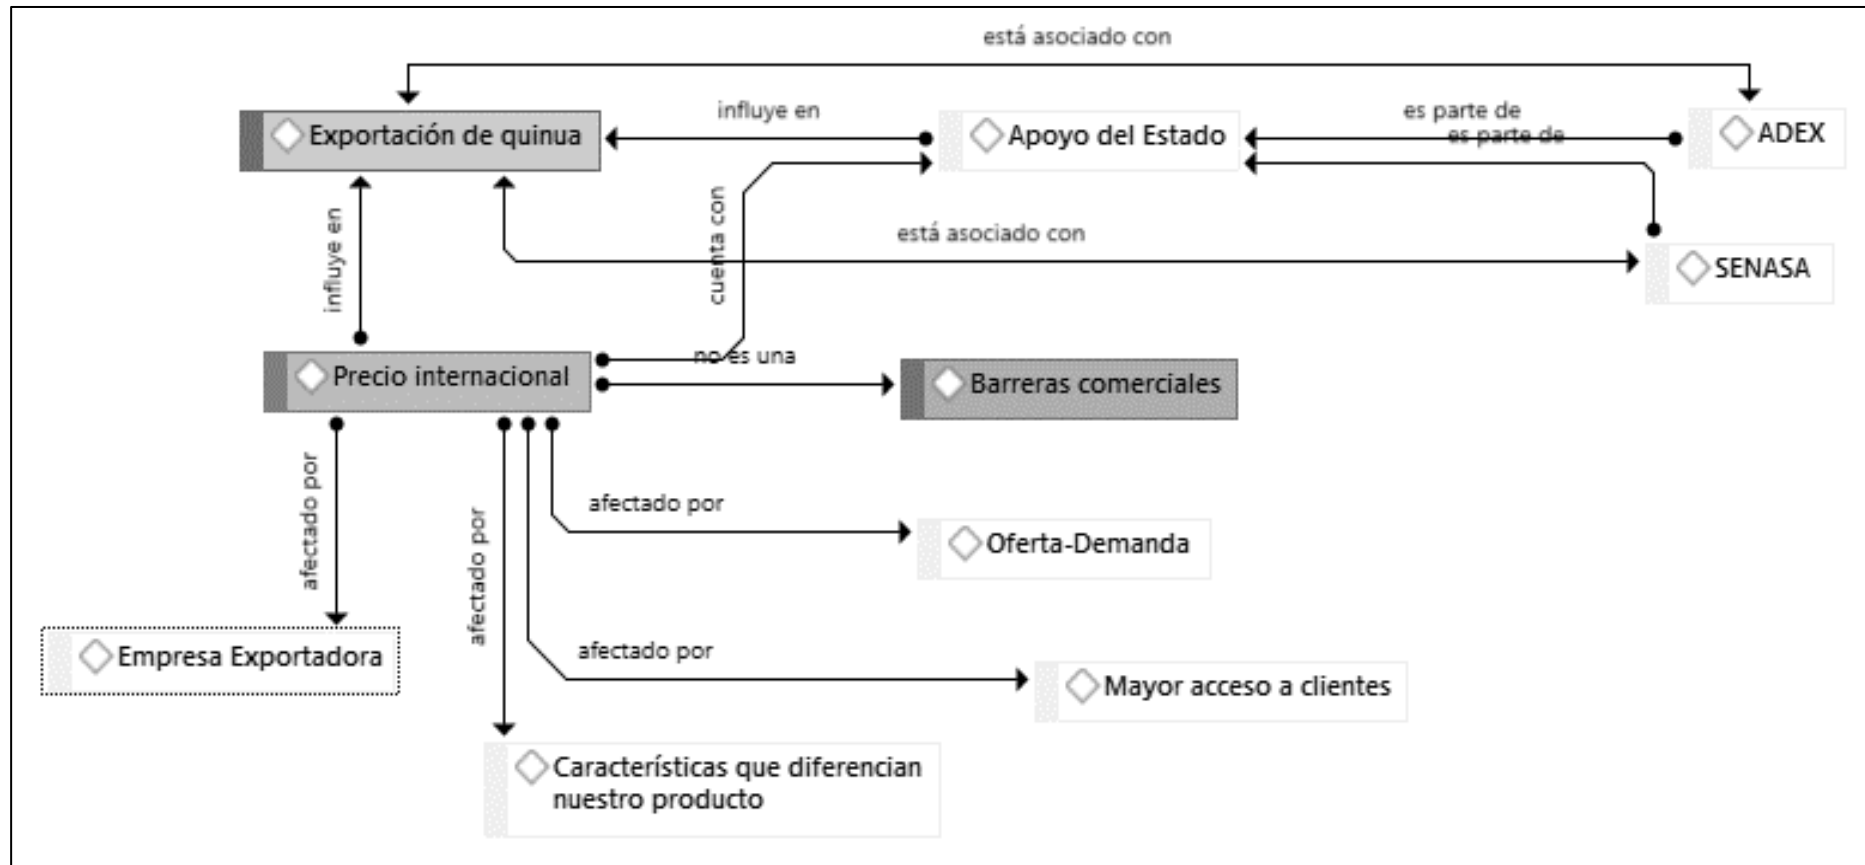 está asociado con
influye en
es parte de
es parte de
Exportación de quinua
Apoyo del Estado
ADEX
cuenta con
influye en
está asociado con
SENASA
no es una
Precio internacional
Barreras comerciales
afectado por
afectado por
afectado por
Oferta-Demanda
Empresa Exportadora
afectado por
Mayor acceso a clientes
Características que diferencian
nuestro producto